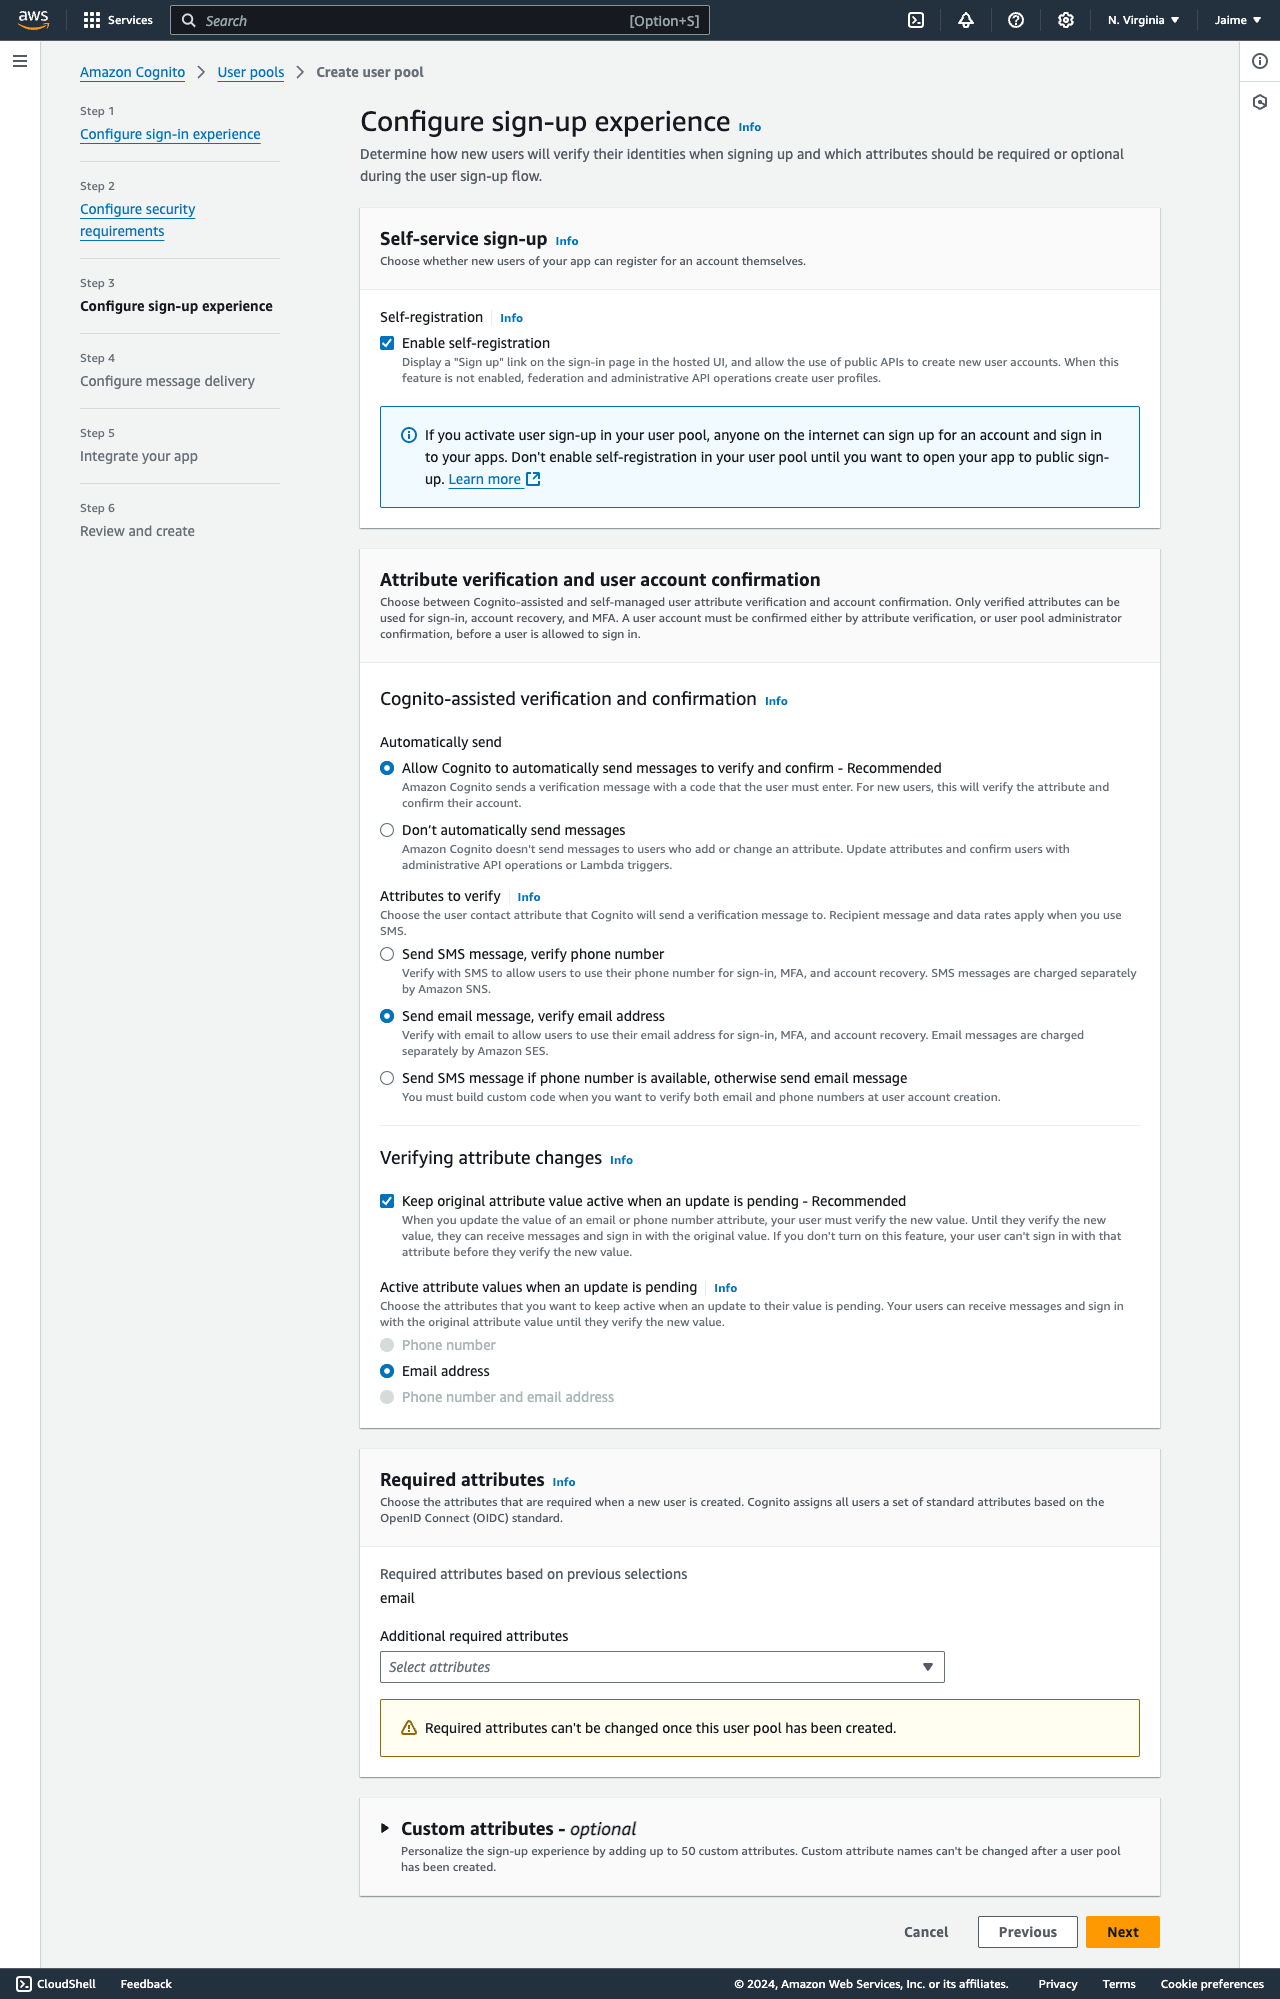 aws
Services
Search
[Option+S]
N. Virginia
Jaime
Amazon Cognito
User pools
Create user pool
Step 1
Configure sign-in experience
Step 2
Configure security
requirements
Step 3
Configure sign-up experience
Step 4
Configure message delivery
Step 5
Integrate your app
Step 6
Review and create
Configure sign-up experience Info
Determine how new users will verify their identities when signing up and which attributes should be required or optional
during the user sign-up flow.
Self-service sign-up Info
Choose whether new users of your app can register for an account themselves.
Self-registration Info
Enable self-registration
Display a "Sign up" link on the sign-in page in the hosted UI, and allow the use of public APIs to create new user accounts. When this
feature is not enabled, federation and administrative API operations create user profiles.
If you activate user sign-up in your user pool, anyone on the internet can sign up for an account and sign in
to your apps. Don't enable self-registration in your user pool until you want to open your app to public sign-
up. Learn more
Attribute verification and user account confirmation
Choose between Cognito-assisted and self-managed user attribute verification and account confirmation. Only verified attributes can be
used for sign-in, account recovery, and MFA. A user account must be confirmed either by attribute verification, or user pool administrator
confirmation, before a user is allowed to sign in.
Cognito-assisted verification and confirmation Info
Automatically send
Allow Cognito to automatically send messages to verify and confirm - Recommended
Amazon Cognito sends a verification message with a code that the user must enter. For new users, this will verify the attribute and
confirm their account.
Don't automatically send messages
Amazon Cognito doesn't send messages to users who add or change an attribute. Update attributes and confirm users with
administrative API operations or Lambda triggers.
Attributes to verify Info
Choose the user contact attribute that Cognito will send a verification message to. Recipient message and data rates apply when you use
SMS.
Send SMS message, verify phone number
Verify with SMS to allow users to use their phone number for sign-in, MFA, and account recovery. SMS messages are charged separately
by Amazon SNS.
Send email message, verify email address
Verify with email to allow users to use their email address for sign-in, MFA, and account recovery. Email messages are charged
separately by Amazon SES.
Send SMS message if phone number is available, otherwise send email message
You must build custom code when you want to verify both email and phone numbers at user account creation.
Verifying attribute changes Info
Keep original attribute value active when an update is pending - Recommended
When you update the value of an email or phone number attribute, your user must verify the new value. Until they verify the new
value, they can receive messages and sign in with the original value. If you don't turn on this feature, your user can't sign in with that
attribute before they verify the new value.
Active attribute values when an update is pending Info
Choose the attributes that you want to keep active when an update to their value is pending. Your users can receive messages and sign in
with the original attribute value until they verify the new value.
Phone number
Email address
Phone number and email address
Required attributes Info
Choose the attributes that are required when a new user is created. Cognito assigns all users a set of standard attributes based on the
OpenID Connect (OIDC) standard.
Required attributes based on previous selections
email
Additional required attributes
Select attributes
Required attributes can't be changed once this user pool has been created.
Custom attributes - optional
Personalize the sign-up experience by adding up to 50 custom attributes. Custom attribute names can't be changed after a user pool
has been created.
Cancel
Previous
Next
CloudShell
Feedback
© 2024, Amazon Web Services, Inc. or its affiliates.
Privacy
Terms
Cookie preferences